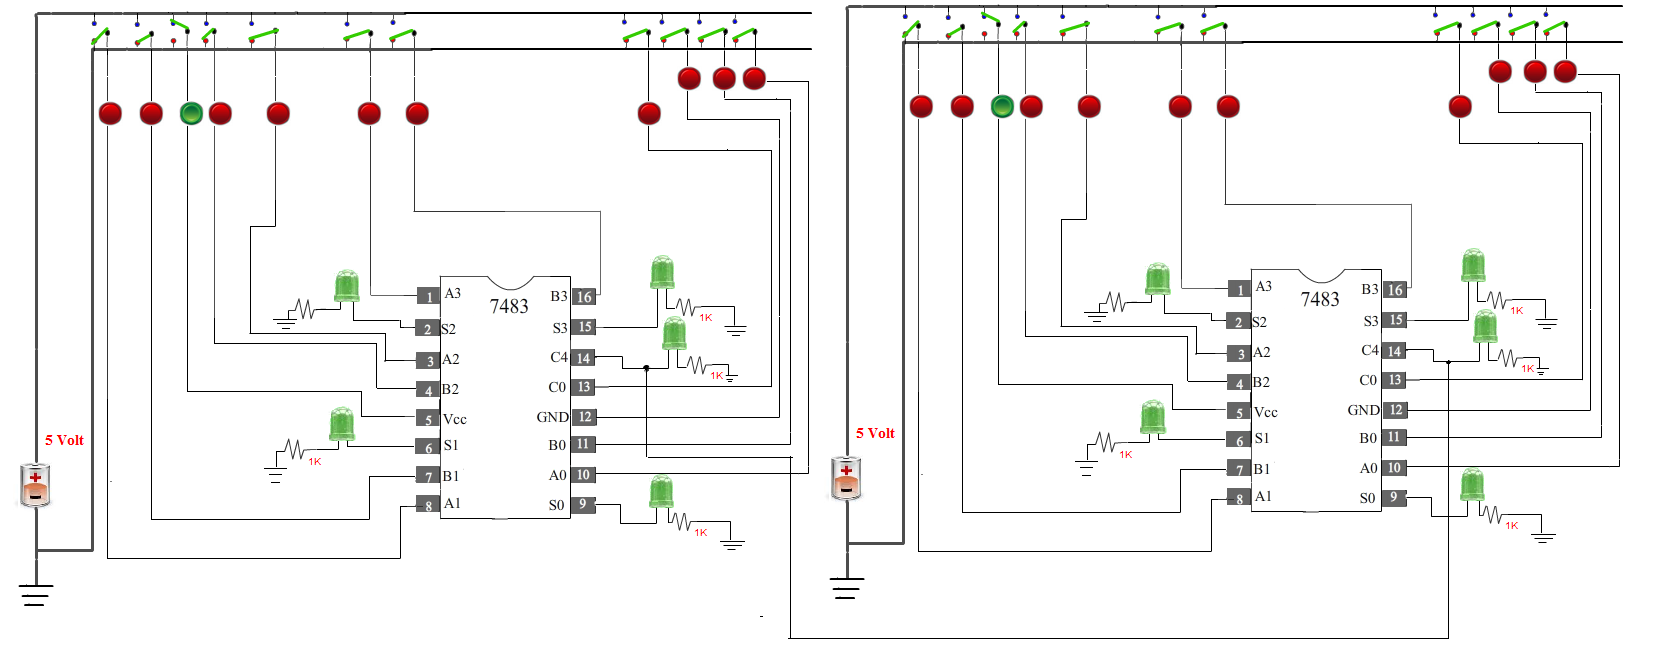 7483
1 A3
B3 16
2 S2
S3 15
1K
3 A2
C4 14
1K
4 B2
C0 13
5 Vcc
GND 12
5 Volt
6 S1
B0 11
1K
7 B1
A0 10
8 A1
S0 9
1K
7483
1 A3
B3 16
2 S2
S3 15
1K
3 A2
C4 14
1K
4 B2
C0 13
5 Vcc
GND 12
5 Volt
6 S1
B0 11
1K
7 B1
A0 10
8 A1
S0 9
1K